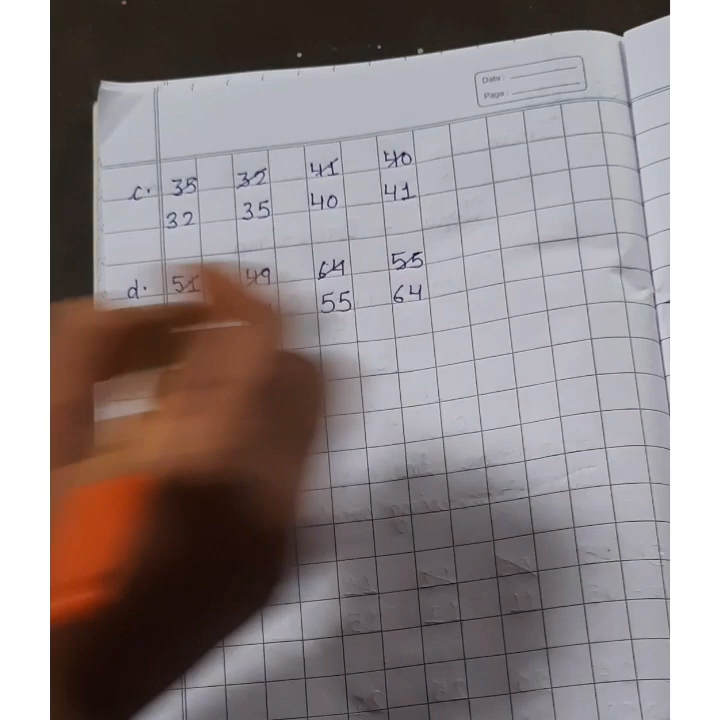 Date :
Page :
c. 35 32 41 40
32 35 40 41
d. 51 49 64 55
55 64